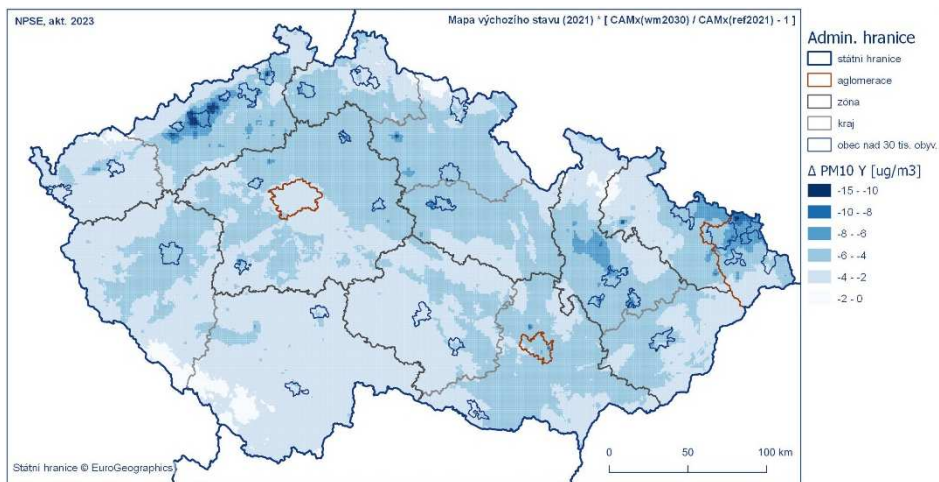 NPSE, akt. 2023
Mapa výchozího stavu (2021) * [ CAMx(wm2030) / CAMx(ref2021) - 1 ]
Admin. hranice
státní hranice
aglomerace
zóna
kraj
obec nad 30 tis. obyv.
Δ PM10 Y [ug/m3]
-15 - -10
-10 - -8
-8 - -6
-6 - -4
-4 - -2
-2 - 0
Státní hranice © EuroGeographics
0 50 100 km